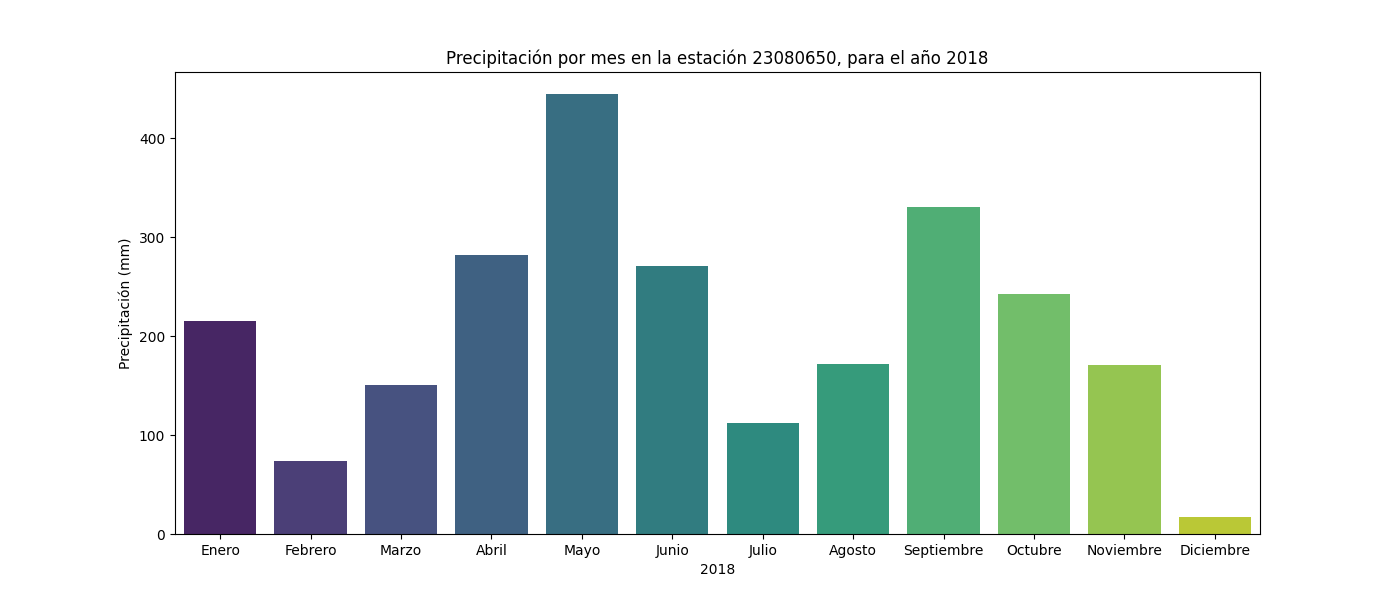 Precipitación por mes en la estación 23080650, para el año 2018
Precipitación (mm)
400
300
200
100
0
Enero Febrero Marzo Abril Mayo Junio Julio Agosto Septiembre Octubre Noviembre Diciembre
2018